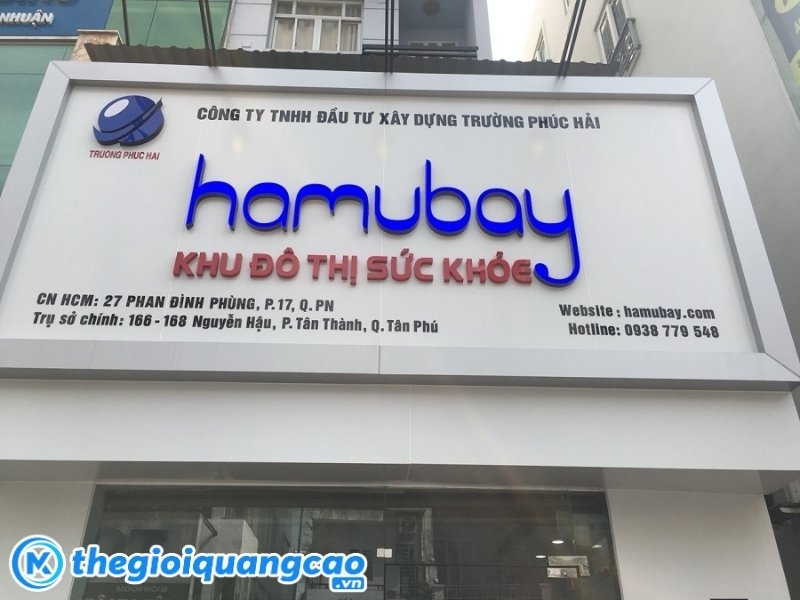 NHUẬN
CÔNG TY TNHH ĐẦU TƯ XÂY DỰNG TRƯỜNG PHÚC HẢI
TRUONG PHUC HAI
hamubay
KHU ĐÔ THỊ SỨC KHỎE
CN HCM: 27 PHAN ĐÌNH PHÙNG, P.17, Q.PN
Trụ sở chính: 166 - 168 Nguyễn Hậu, P. Tân Thành, Q. Tân Phú
Website : hamubay.com
Hotline: 0938 779 548
thegioiquangcao
.vn